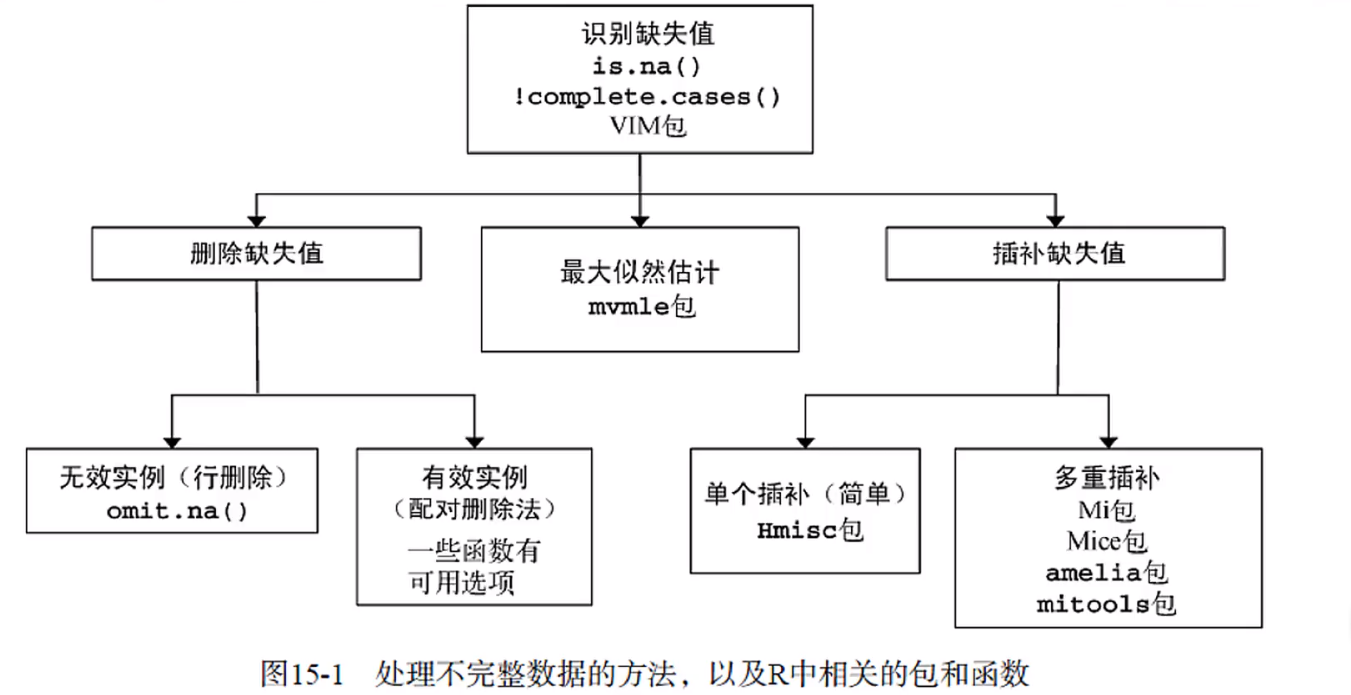 识别缺失值
is.na()
!complete.cases()
VIM包
删除缺失值
最大似然估计
mvmle包
插补缺失值
无效实例（行删除）
omit.na()
有效实例
（配对删除法）
一些函数有
可用选项
单个插补（简单）
Hmisc包
多重插补
Mi包
Mice包
amelia包
mitools包
图15-1 处理不完整数据的方法，以及R中相关的包和函数